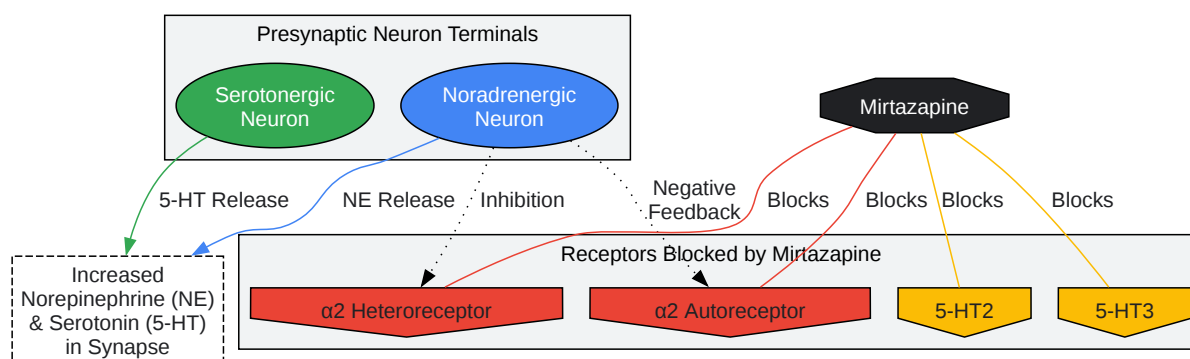 Presynaptic Neuron Terminals
Serotonergic
Neuron
Noradrenergic
Neuron
Mirtazapine
5-HT Release
NE Release
Inhibition
Negative
Feedback
Blocks
Blocks
Blocks
Blocks
Receptors Blocked by Mirtazapine
Increased
Norepinephrine (NE)
& Serotonin (5-HT)
in Synapse
α2 Heteroreceptor
α2 Autoreceptor
5-HT2
5-HT3